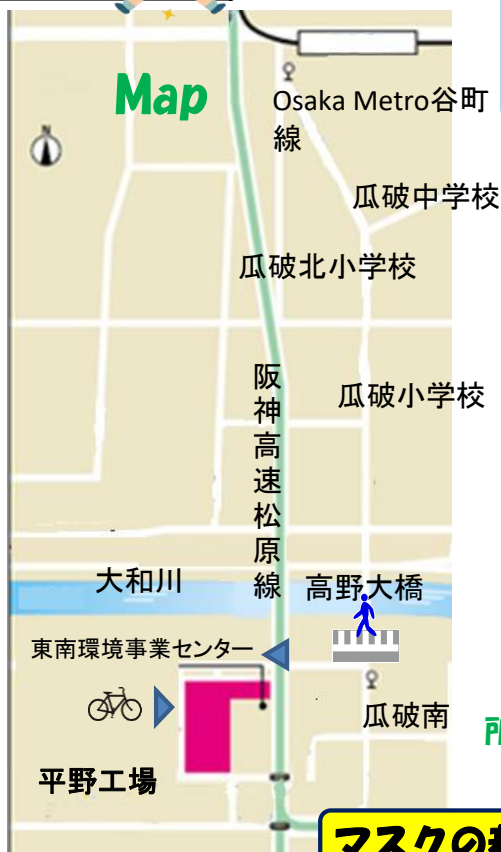 Map
Osaka Metro谷町
線
N
瓜破中学校
瓜破北小学校
阪神高速松原線
瓜破小学校
大和川
高野大橋
東南環境事業センター
瓜破南
平野工場
マスクの